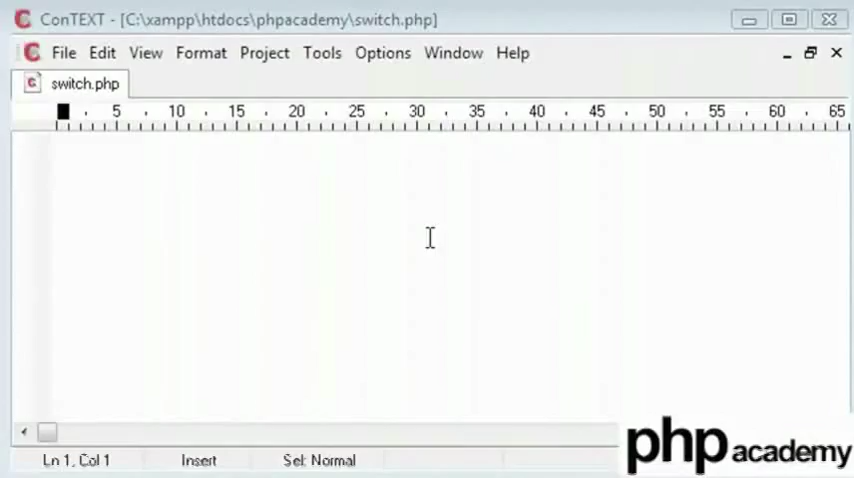 ConTEXT - [C:\xampp\htdocs\phpacademy\switch.php]
File Edit View Format Project Tools Options Window Help
switch.php
5 10 15 20 25 30 35 40 45 50 55 60 65
Ln 1, Col 1 Insert Sel: Normal
php academy